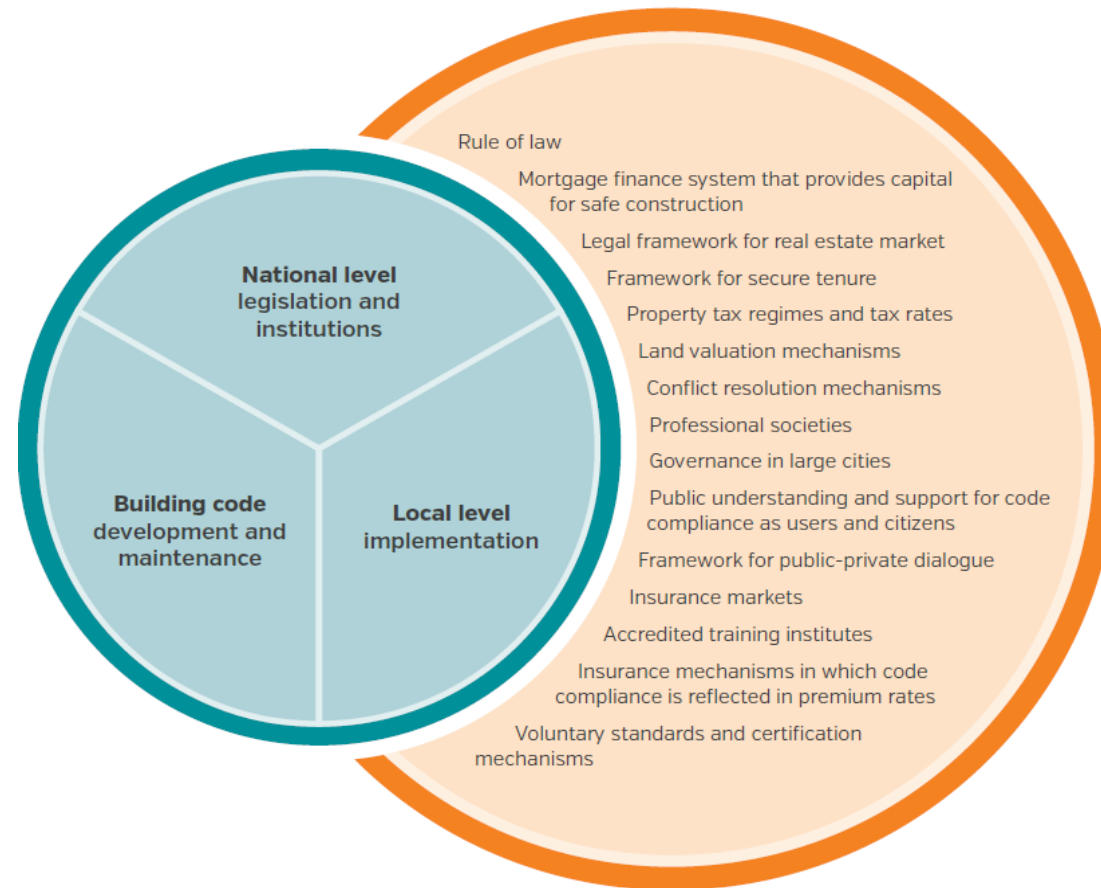 Rule of law
Mortgage finance system that provides capital
for safe construction
Legal framework for real estate market
Framework for secure tenure
Property tax regimes and tax rates
Land valuation mechanisms
Conflict resolution mechanisms
Professional societies
Governance in large cities
Public understanding and support for code
compliance as users and citizens
Framework for public-private dialogue
Insurance markets
Accredited training institutes
Insurance mechanisms in which code
compliance is reflected in premium rates
Voluntary standards and certification
mechanisms
National level
legislation and
institutions
Building code
development and
maintenance
Local level
implementation